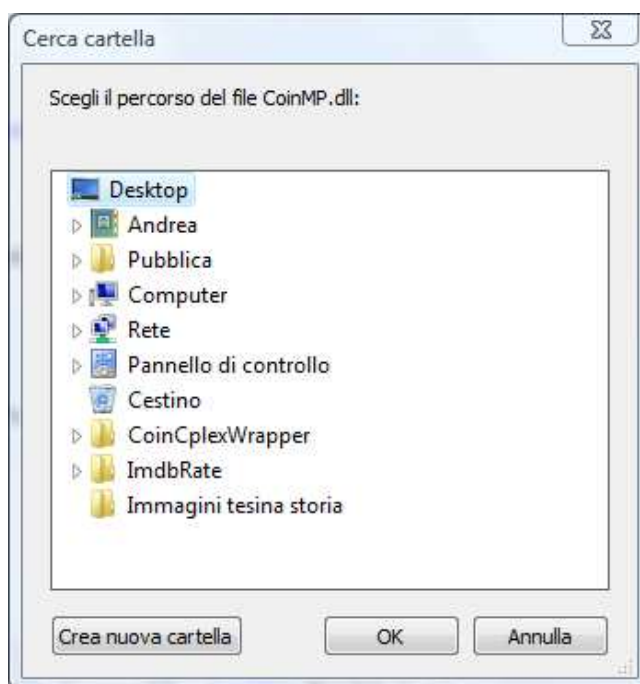 Cerca cartella
Scegli il percorso del file CoinMP.dll:
Desktop
Andrea
Pubblica
Computer
Rete
Pannello di controllo
Cestino
CoinCplexWrapper
ImdbRate
Immagini tesina storia
Crea nuova cartella OK Annulla